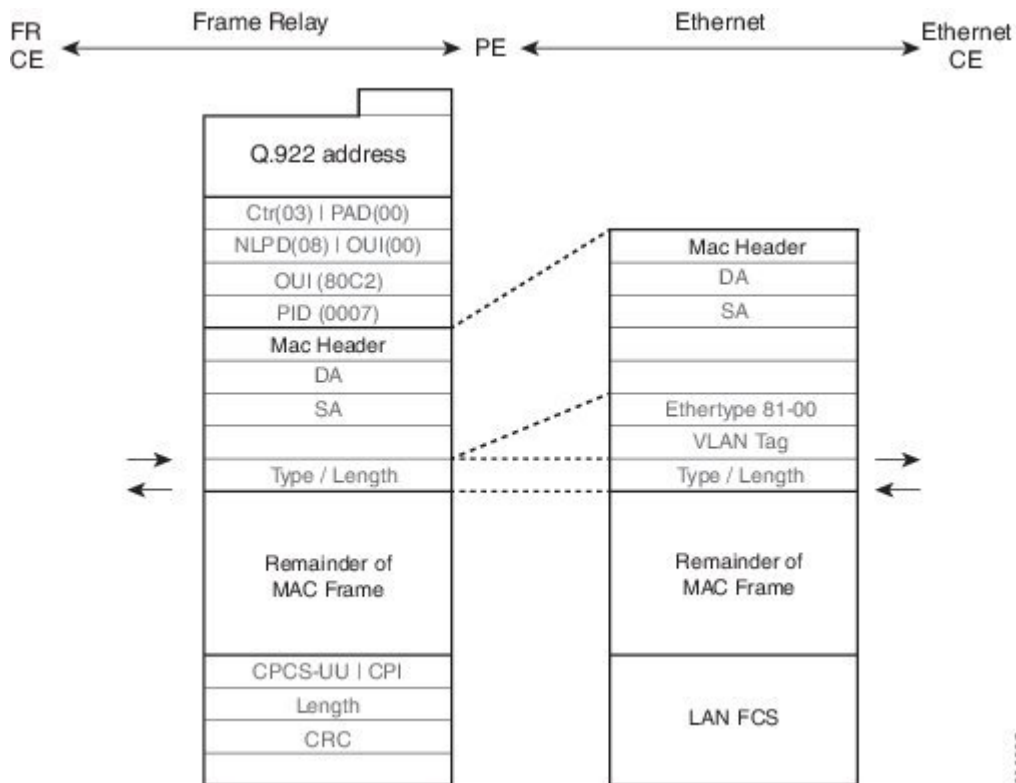 FR CE
Frame Relay
PE
Ethernet
Ethernet CE
Q.922 address
Ctr(03) | PAD(00)
NLPD(08) | OUI(00)
OUI (80C2)
PID (0007)
Mac Header
DA
SA
Type / Length
Remainder of
MAC Frame
CPCS-UU | CPI
Length
CRC
Mac Header
DA
SA
Ethertype 81-00
VLAN Tag
Type / Length
Remainder of
MAC Frame
LAN FCS